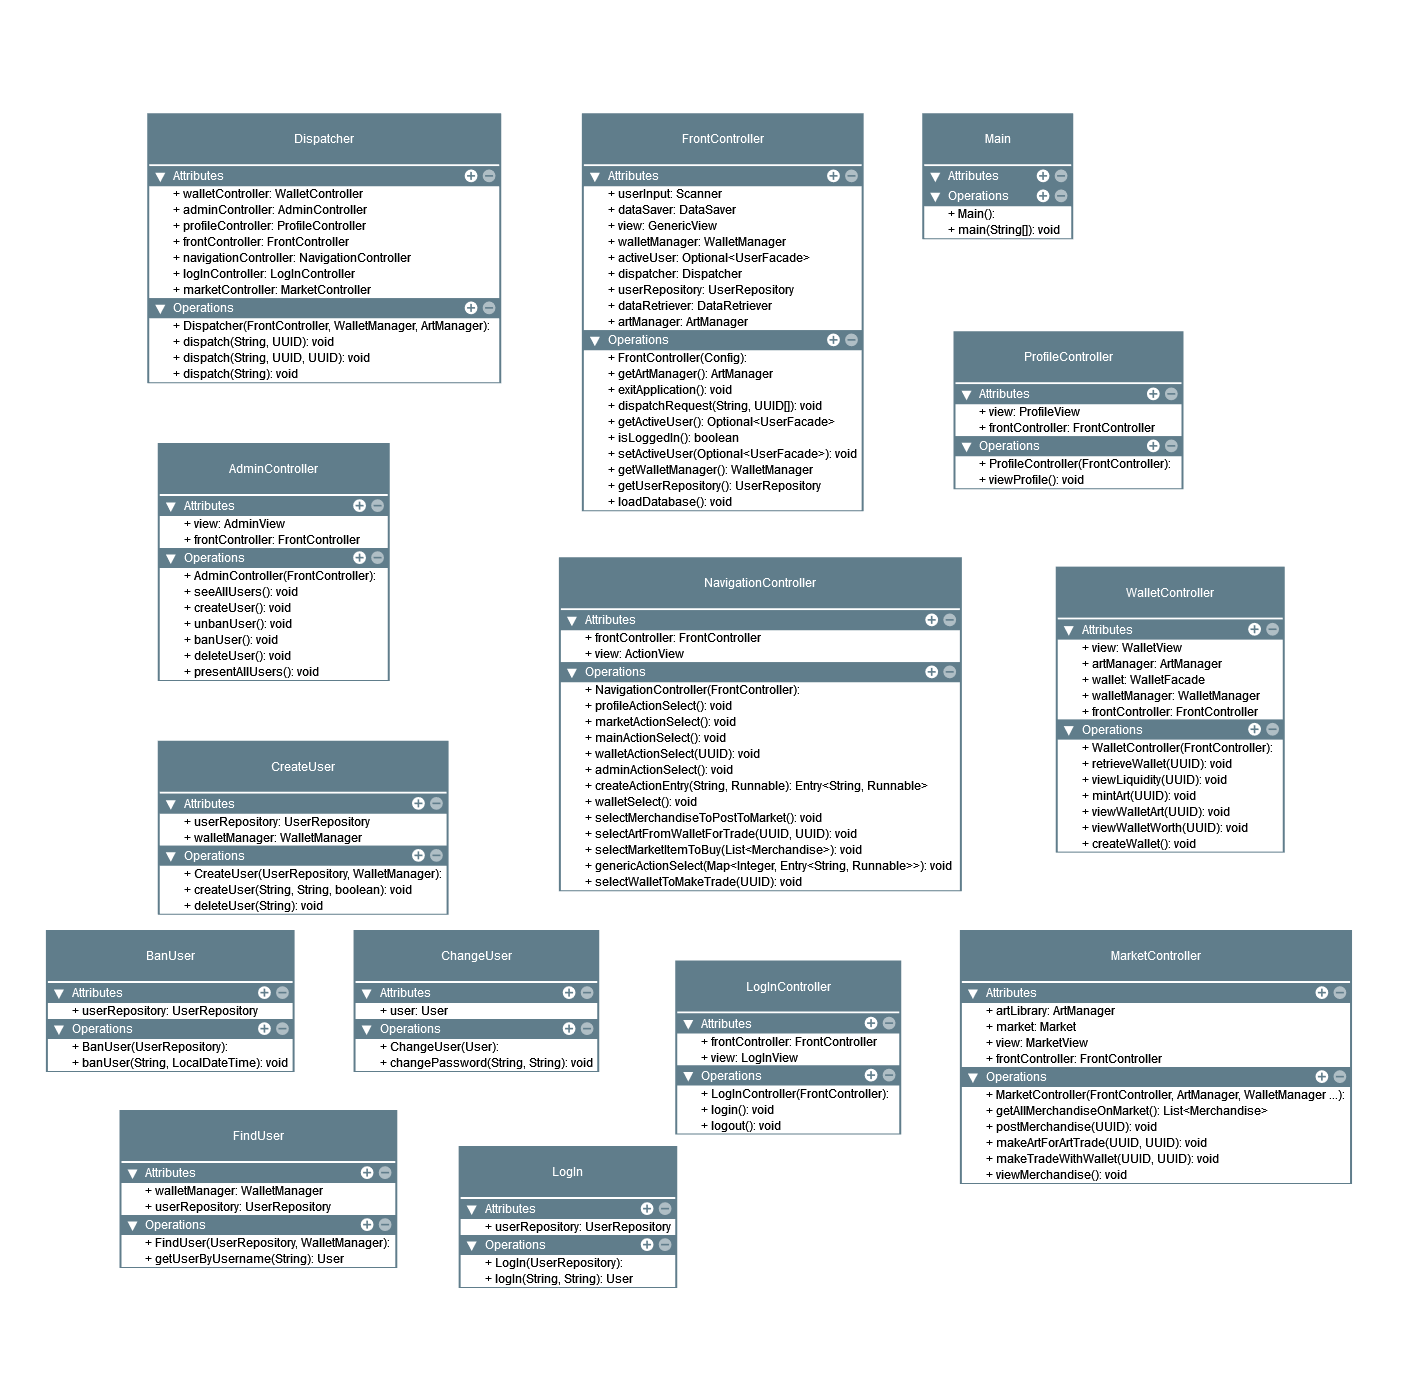 Dispatcher
Attributes
+ walletController: WalletController
+ adminController: AdminController
+ profileController: ProfileController
+ frontController: FrontController
+ navigationController: NavigationController
+ logInController: LogInController
+ marketController: MarketController
Operations
+ Dispatcher(FrontController, WalletManager, ArtManager):
+ dispatch(String, UUID): void
+ dispatch(String, UUID, UUID): void
+ dispatch(String): void
FrontController
Attributes
+ userInput: Scanner
+ dataSaver: DataSaver
+ view: GenericView
+ walletManager: WalletManager
+ activeUser: Optional<UserFacade>
+ dispatcher: Dispatcher
+ userRepository: UserRepository
+ dataRetriever: DataRetriever
+ artManager: ArtManager
Operations
+ FrontController(Config):
+ getArtManager(): ArtManager
+ exitApplication(): void
+ dispatchRequest(String, UUID[]): void
+ getActiveUser(): Optional<UserFacade>
+ isLoggedIn(): boolean
+ setActiveUser(Optional<UserFacade>): void
+ getWalletManager(): WalletManager
+ getUserRepository(): UserRepository
+ loadDatabase(): void
Main
Attributes
Operations
+ Main():
+ main(String[]): void
ProfileController
Attributes
+ view: ProfileView
+ frontController: FrontController
Operations
+ ProfileController(FrontController):
+ viewProfile(): void
AdminController
Attributes
+ view: AdminView
+ frontController: FrontController
Operations
+ AdminController(FrontController):
+ seeAllUsers(): void
+ createUser(): void
+ unbanUser(): void
+ banUser(): void
+ deleteUser(): void
+ presentAllUsers(): void
NavigationController
Attributes
+ frontController: FrontController
+ view: ActionView
Operations
+ NavigationController(FrontController):
+ profileActionSelect(): void
+ marketActionSelect(): void
+ mainActionSelect(): void
+ walletActionSelect(UUID): void
+ adminActionSelect(): void
+ createActionEntry(String, Runnable): Entry<String, Runnable>
+ walletSelect(): void
+ selectMerchandiseToPostToMarket(): void
+ selectArtFromWalletForTrade(UUID, UUID): void
+ selectMarketItemToBuy(List<Merchandise>): void
+ genericActionSelect(Map<Integer, Entry<String, Runnable>>): void
+ selectWalletToMakeTrade(UUID): void
WalletController
Attributes
+ view: WalletView
+ artManager: ArtManager
+ wallet: WalletFacade
+ walletManager: WalletManager
+ frontController: FrontController
Operations
+ WalletController(FrontController):
+ retrieveWallet(UUID): void
+ viewLiquidity(UUID): void
+ mintArt(UUID): void
+ viewWalletArt(UUID): void
+ viewWalletWorth(UUID): void
+ createWallet(): void
CreateUser
Attributes
+ userRepository: UserRepository
+ walletManager: WalletManager
Operations
+ CreateUser(UserRepository, WalletManager):
+ createUser(String, String, boolean): void
+ deleteUser(String): void
BanUser
Attributes
+ userRepository: UserRepository
Operations
+ BanUser(UserRepository):
+ banUser(String, LocalDateTime): void
ChangeUser
Attributes
+ user: User
Operations
+ ChangeUser(User):
+ changePassword(String, String): void
LogInController
Attributes
+ frontController: FrontController
+ view: LogInView
Operations
+ LogInController(FrontController):
+ login(): void
+ logout(): void
MarketController
Attributes
+ artLibrary: ArtManager
+ market: Market
+ view: MarketView
+ frontController: FrontController
Operations
+ MarketController(FrontController, ArtManager, WalletManager ...):
+ getAllMerchandiseOnMarket(): List<Merchandise>
+ postMerchandise(UUID): void
+ makeArtForArtTrade(UUID, UUID): void
+ makeTradeWithWallet(UUID, UUID): void
+ viewMerchandise(): void
FindUser
Attributes
+ walletManager: WalletManager
+ userRepository: UserRepository
Operations
+ FindUser(UserRepository, WalletManager):
+ getUserByUsername(String): User
LogIn
Attributes
+ userRepository: UserRepository
Operations
+ LogIn(UserRepository):
+ logIn(String, String): User